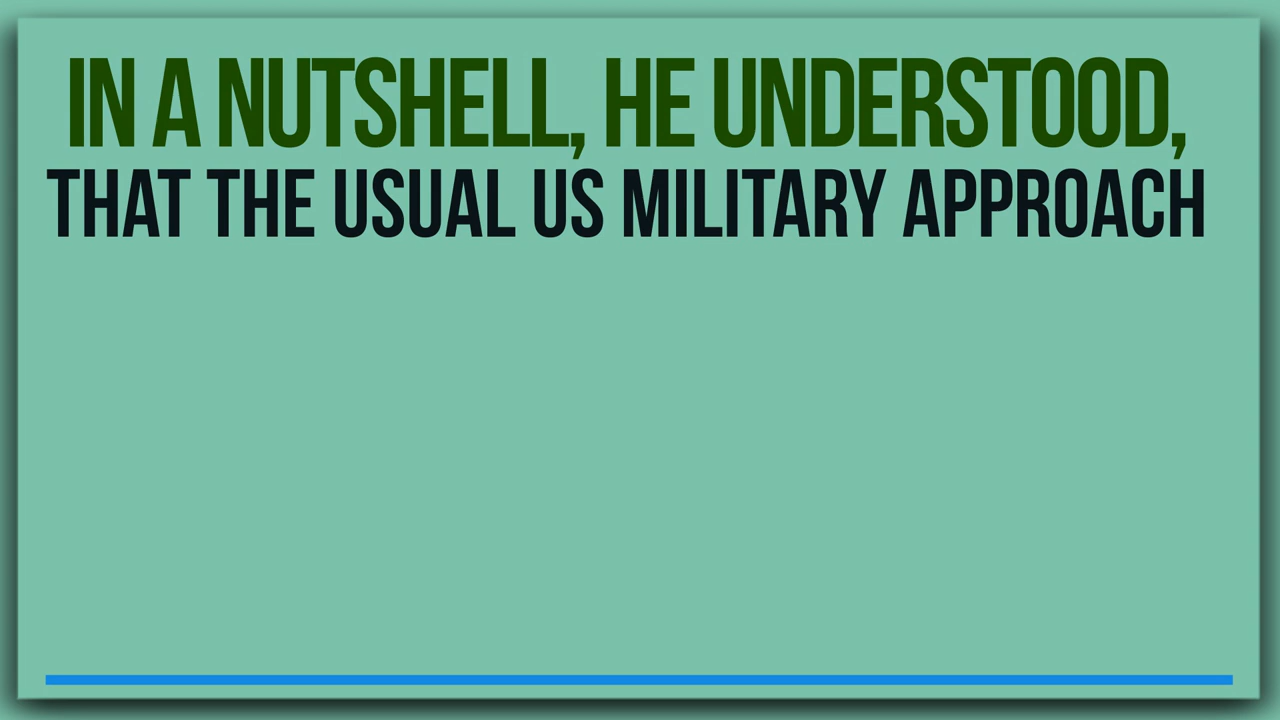 IN A NUTSHELL, HE UNDERSTOOD,
THAT THE USUAL US MILITARY APPROACH